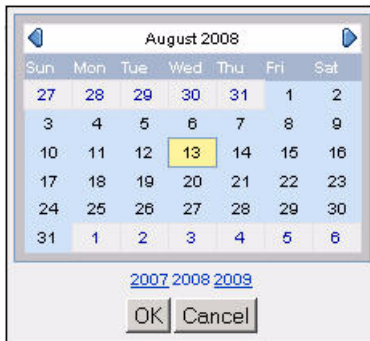 August 2008
Sun Mon Tue Wed Thu Fri Sat
27 28 29 30 31 1 2
3 4 5 6 7 8 9
10 11 12 13 14 15 16
17 18 19 20 21 22 23
24 25 26 27 28 29 30
31 1 2 3 4 5 6
2007 2008 2009
OK Cancel